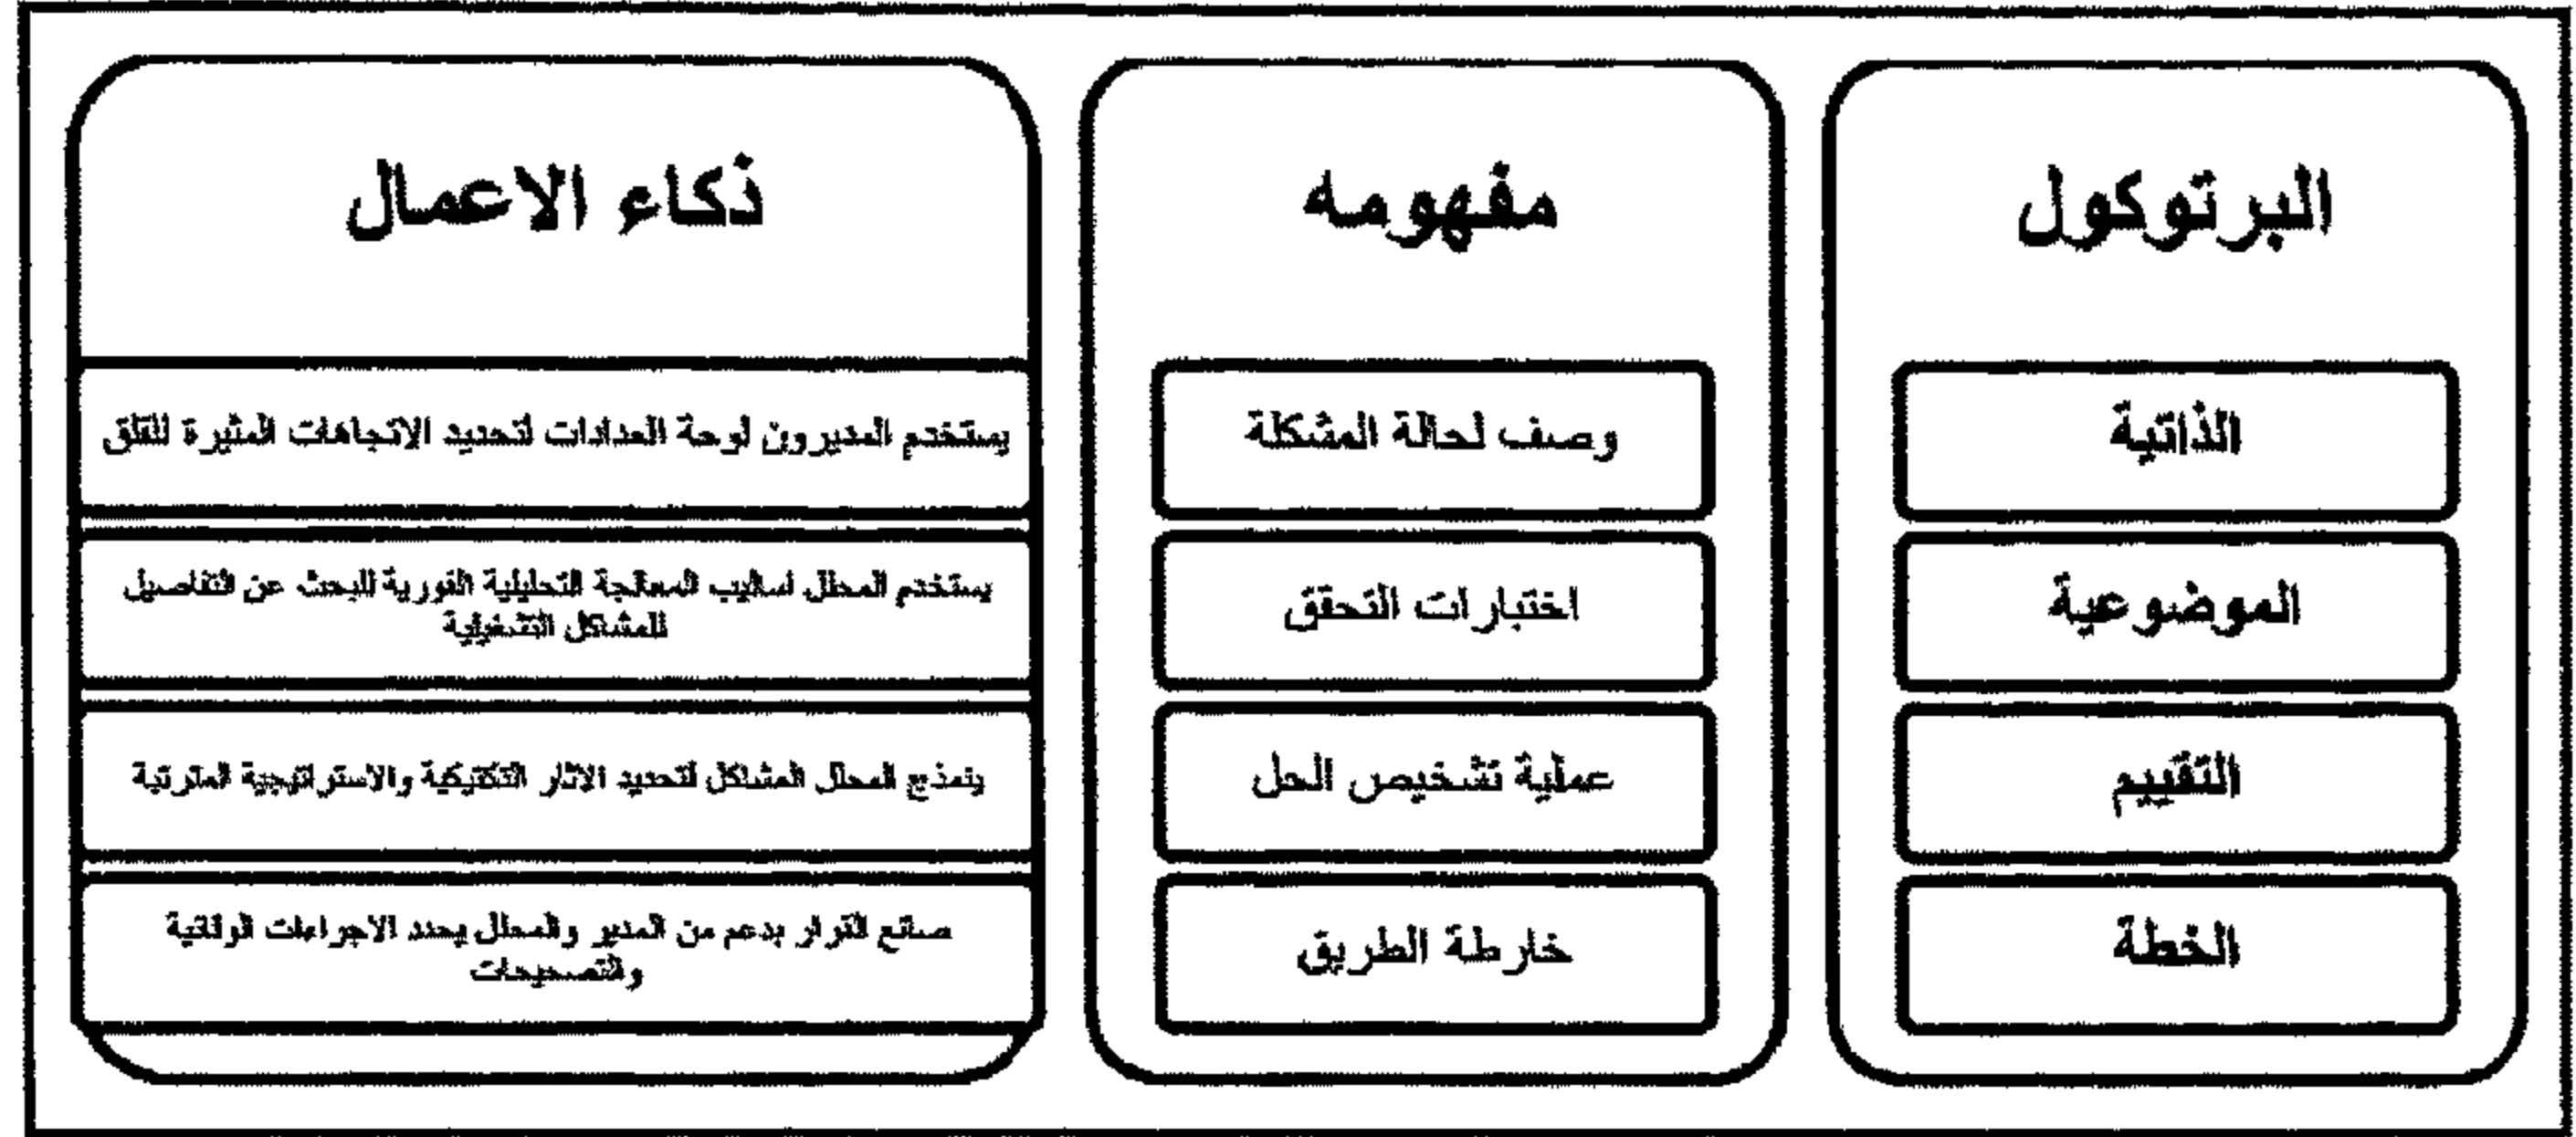 البرتوكول
الذاتية
الموضوعية
التقييم
الخطة
مفهومه
وصف لحالة المشكلة
اختبارات التحقق
عملية تشخيص الحل
خارطة الطريق
ذكاء الاعمال
يستخدم المديرون لوحة العدادات لتحديد الاتجاهات المثيرة للقلق
يستخدم المحلل اساليب المعالجة التحليلية الفورية للبحث عن التفاصيل
للمشاكل التشغيلية
ينمذج المحلل المشاكل لتحديد الاثار التكتيكية والاستراتيجية المترتبة
صانع القرار بدعم من المدير والمحلل يحدد الاجراءات الوقائية
والتصحيحات